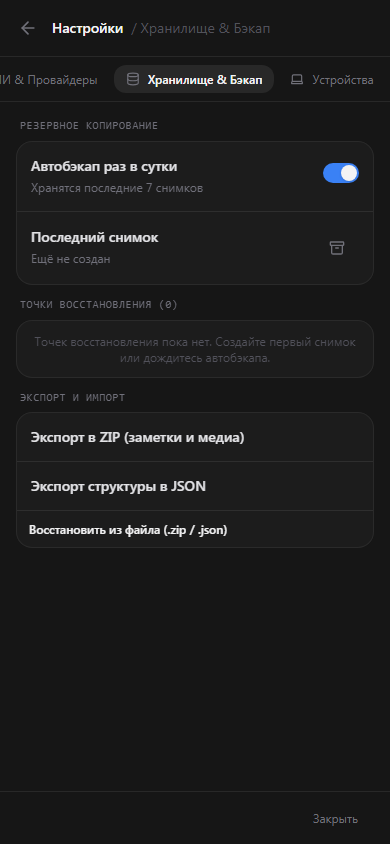 Настройки / Хранилище & Бэкап
ИИ & Провайдеры Хранилище & Бэкап Устройства
РЕЗЕРВНОЕ КОПИРОВАНИЕ
Автобэкап раз в сутки
Хранятся последние 7 снимков
Последний снимок
Ещё не создан
ТОЧКИ ВОССТАНОВЛЕНИЯ (0)
Точек восстановления пока нет. Создайте первый снимок
или дождитесь автобэкапа.
ЭКСПОРТ И ИМПОРТ
Экспорт в ZIP (заметки и медиа)
Экспорт структуры в JSON
Восстановить из файла (.zip / .json)
Закрыть